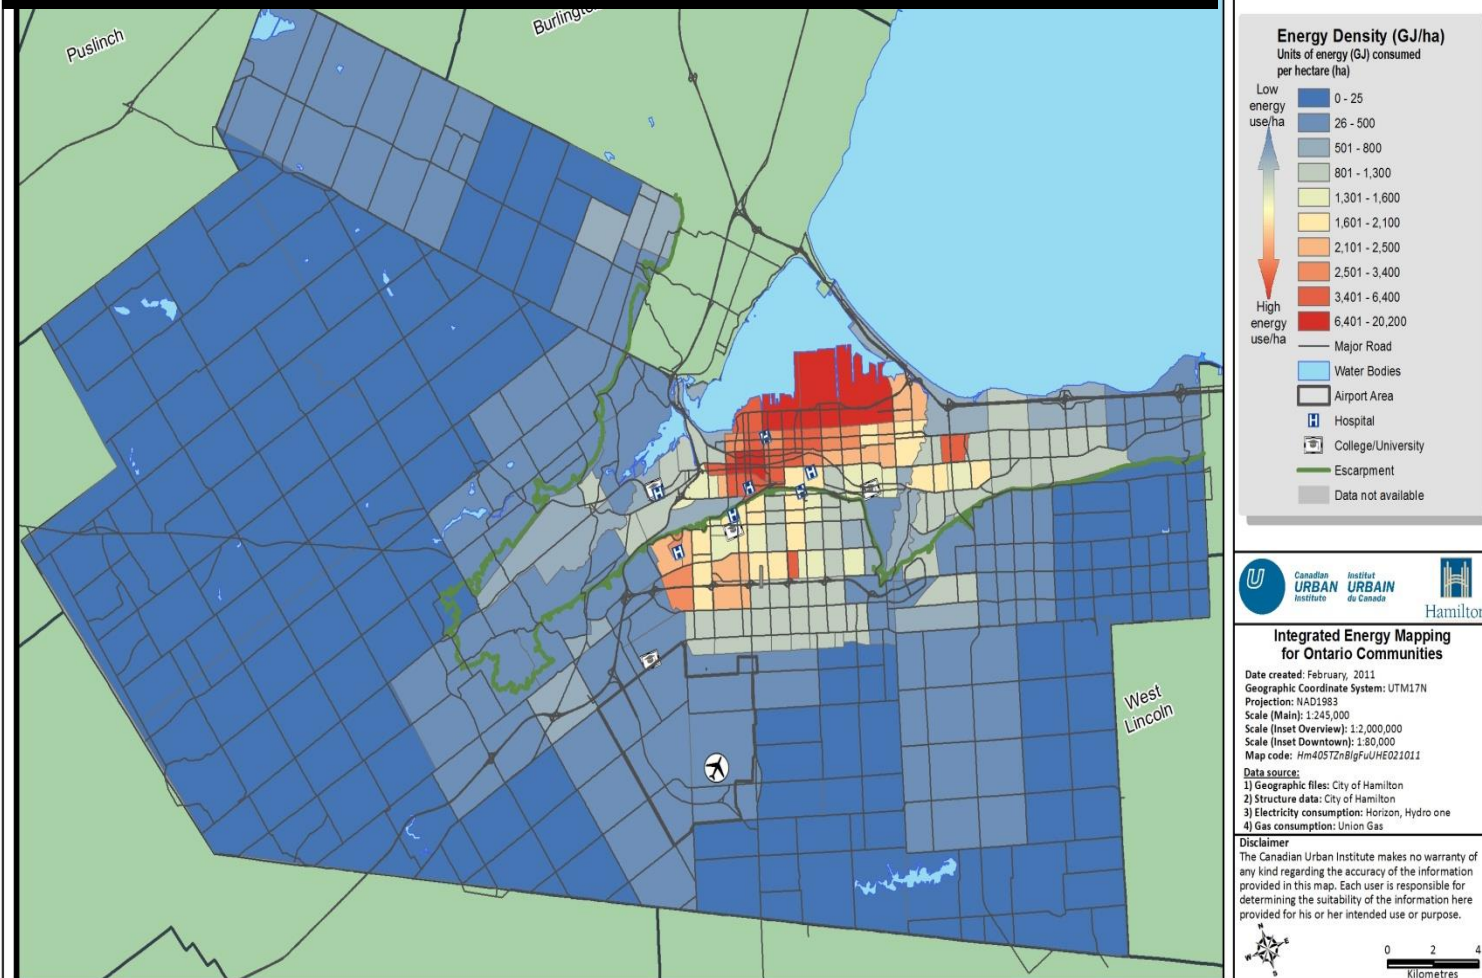 Puslinch
Burlington
West
Lincoln
Energy Density (GJ/ha)
Units of energy (GJ) consumed
per hectare (ha)
Low
energy
use/ha
High
energy
use/ha
0 - 25
26 - 500
501 - 800
801 - 1,300
1,301 - 1,600
1,601 - 2,100
2,101 - 2,500
2,501 - 3,400
3,401 - 6,400
6,401 - 20,200
Major Road
Water Bodies
Airport Area
H Hospital
College/University
Escarpment
Data not available
U
Canadian Institut
URBAN URBAIN
Institute du Canada
Hamilton
Integrated Energy Mapping
for Ontario Communities
Date created: February, 2011
Geographic Coordinate System: UTM17N
Projection: NAD1983
Scale (Main): 1:245,000
Scale (Inset Overview): 1:2,000,000
Scale (Inset Downtown): 1:80,000
Map code: Hm405TZnBlgFuUHE021011
Data source:
1) Geographic files: City of Hamilton
2) Structure data: City of Hamilton
3) Electricity consumption: Horizon, Hydro one
4) Gas consumption: Union Gas
Disclaimer
The Canadian Urban Institute makes no warranty of
any kind regarding the accuracy of the information
provided in this map. Each user is responsible for
determining the suitability of the information here
provided for his or her intended use or purpose.
N
W E
S
0 2 4
Kilometres